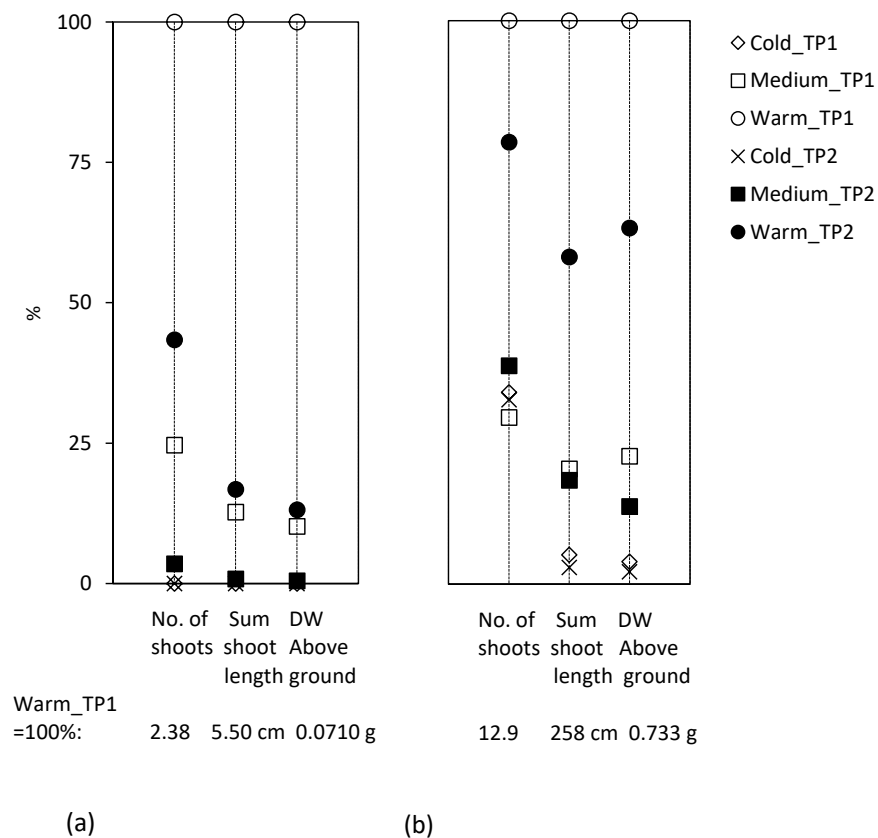 100
75
50
25
0
%
Cold_TP1
Medium_TP1
Warm_TP1
Cold_TP2
Medium_TP2
Warm_TP2
No. of Sum DW
shoots shoot Above
length ground
No. of Sum DW
shoots shoot Above
length ground
Warm_TP1
=100%: 2.38 5.50 cm 0.0710 g 12.9 258 cm 0.733 g
(a) (b)